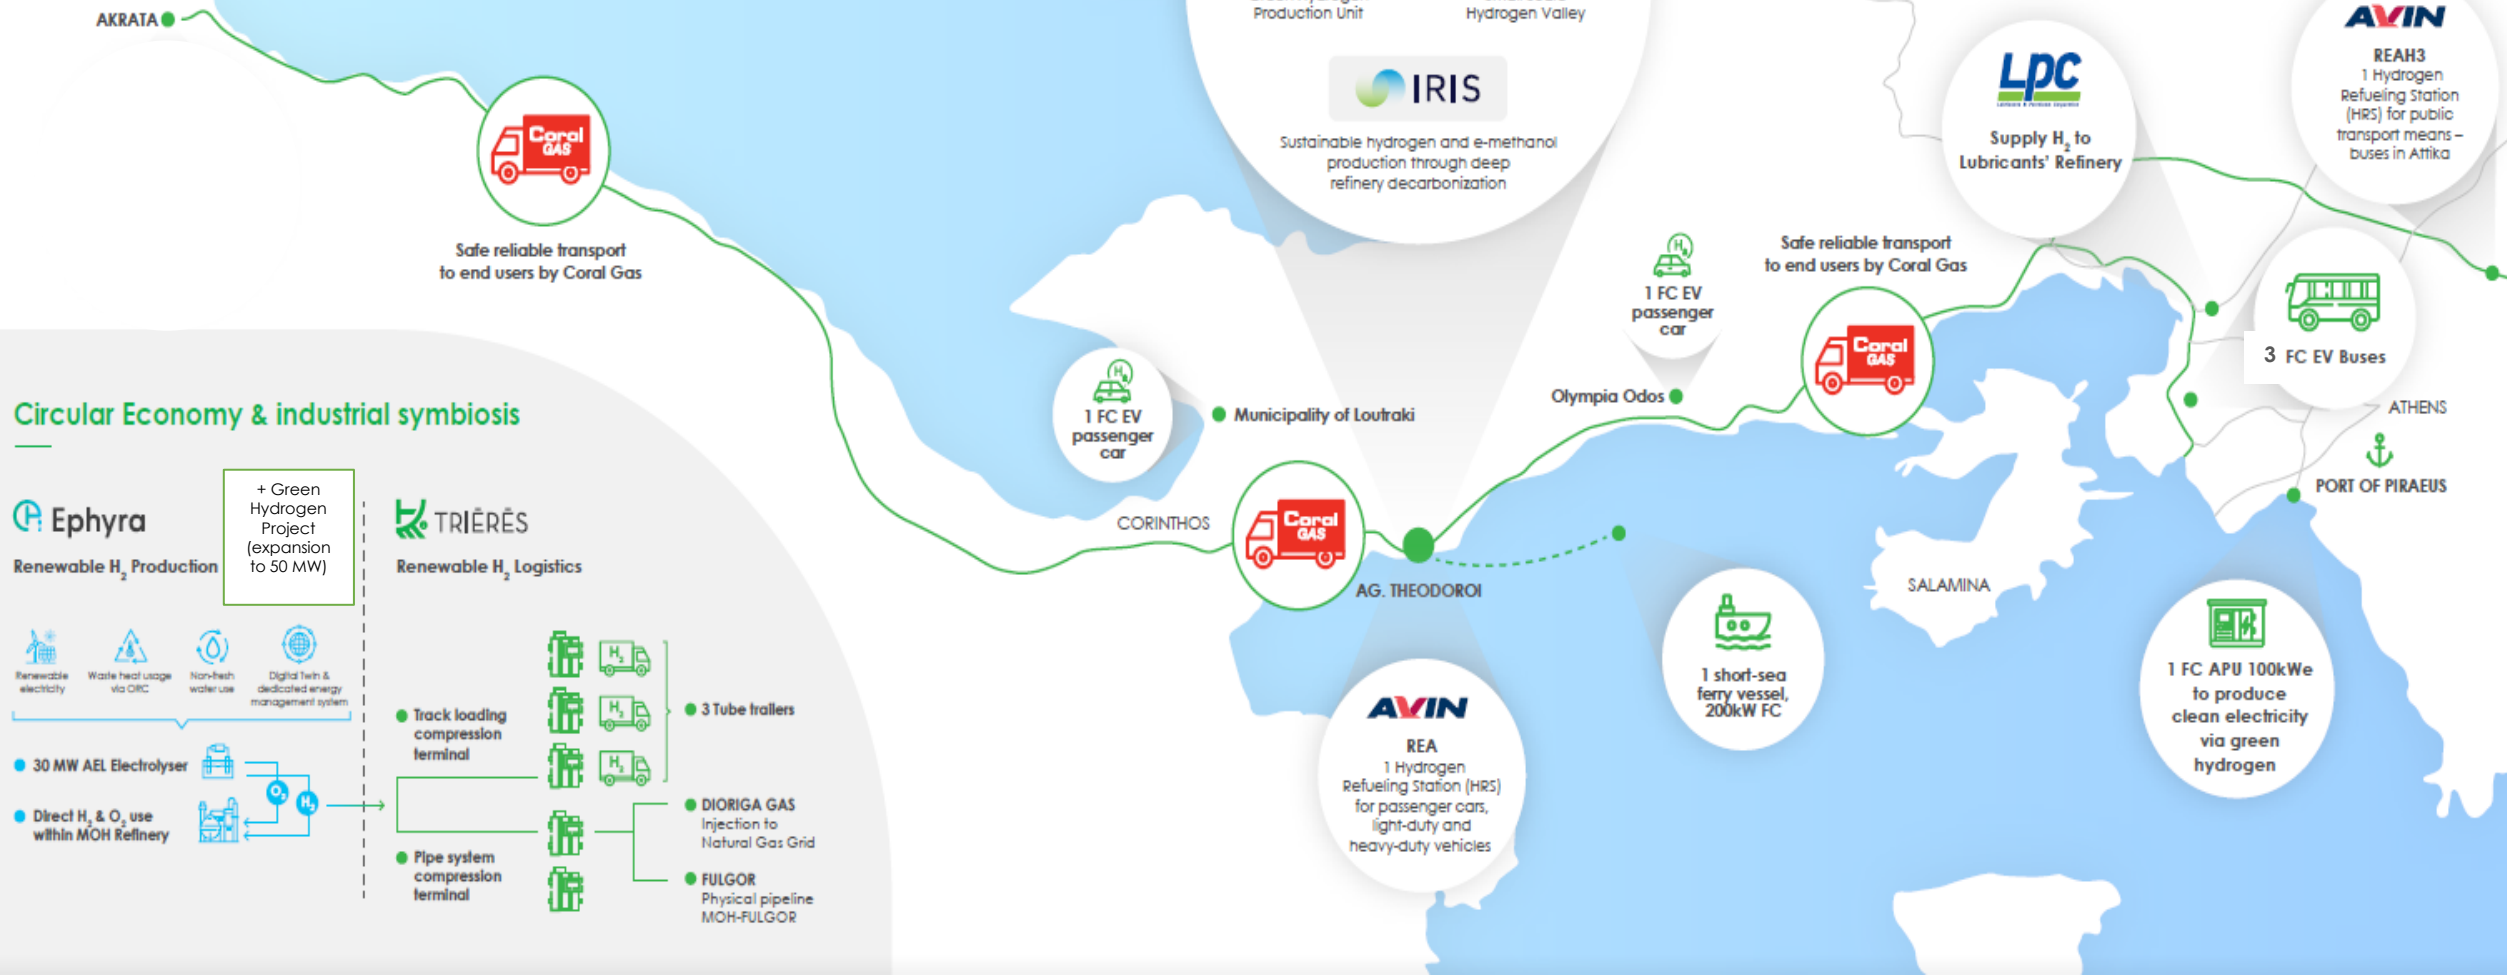 AKRATA
Coral
GAS
Safe reliable transport
to end users by Coral Gas
Production Unit
Hydrogen Valley
IRIS
Sustainable hydrogen and e-methanol
production through deep
refinery decarbonization
LPC
Supply H2 to
Lubricants' Refinery
AVIN
REAH3
1 Hydrogen
Refueling Station
(HRS) for public
transport means –
buses in Attika
1 FC EV
passenger
car
Olympia Odos
Safe reliable transport
to end users by Coral Gas
Coral
GAS
3 FC EV Buses
ATHENS
PORT OF PIRAEUS
1 FC EV
passenger
car
Municipality of Loutraki
CORINTHOS
Coral
GAS
AG. THEODOROI
SALAMINA
AVIN
REA
1 Hydrogen
Refueling Station (HRS)
for passenger cars,
light-duty and
heavy-duty vehicles
1 short-sea
ferry vessel,
200kW FC
1 FC APU 100kWe
to produce
clean electricity
via green
hydrogen
Circular Economy & industrial symbiosis
Ephyra
Renewable H2 Production
+ Green
Hydrogen
Project
(expansion
to 50 MW)
TRIĒRĒS
Renewable H2 Logistics
Renewable
electricity
Waste heat usage
via ORC
Non-fresh
water use
Digital Twin &
dedicated energy
management system
30 MW AEL Electrolyser
Direct H2 & O2 use
within MOH Refinery
O2
H2
Track loading
compression
terminal
Pipe system
compression
terminal
H2
H2
H2
3 Tube trailers
DIORIGA GAS
Injection to
Natural Gas Grid
FULGOR
Physical pipeline
MOH-FULGOR